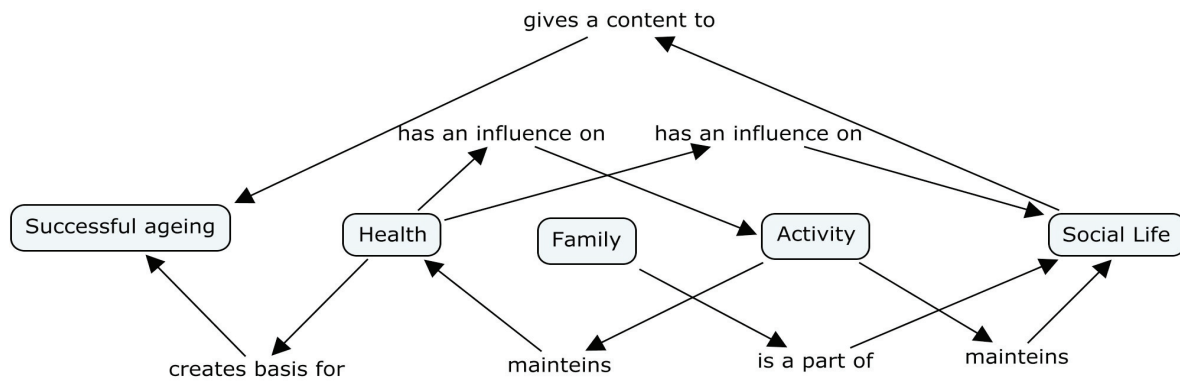 gives a content to
has an influence on
has an influence on
Successful ageing
Health
Family
Activity
Social Life
creates basis for
mainteins
is a part of
mainteins